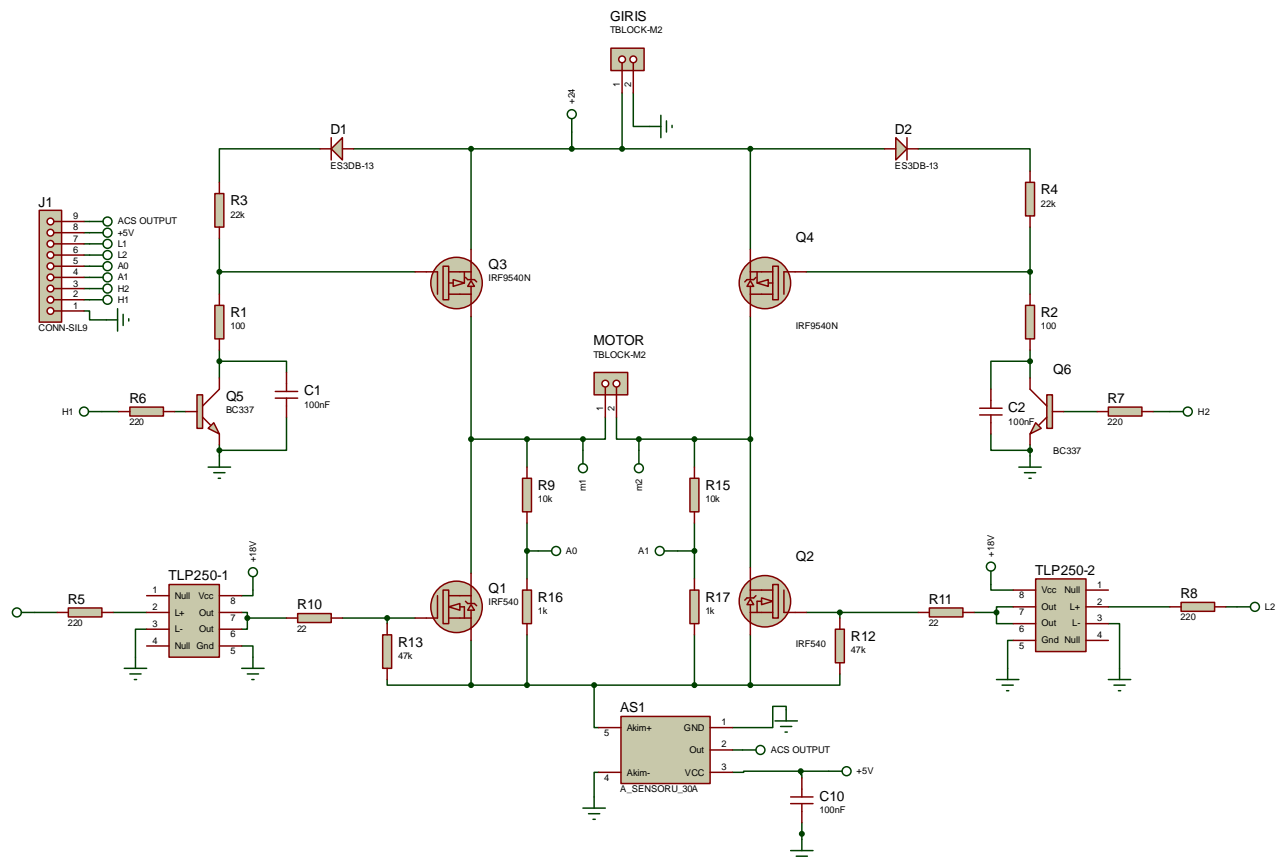 GIRIS
TBLOCK-M2
1
2
+24
D1
ES3DB-13
D2
ES3DB-13
R3
22k
R4
22k
J1
9 ACS OUTPUT
8 +5V
7 L1
6 L2
5 A0
4 A1
3 H2
2 H1
1
CONN-SIL9
Q3
IRF9540N
Q4
IRF9540N
R1
100
R2
100
MOTOR
TBLOCK-M2
1
2
H1
R6
220
Q5
BC337
C1
100nF
C2
100nF
Q6
BC337
R7
220
H2
m1
m2
R9
10k
R15
10k
A0
A1
R16
1k
R17
1k
Q1
IRF540
Q2
IRF540
R5
220
TLP250-1
1 Null Vcc 8
2 L+ Out 7
3 L- Out 6
4 Null Gnd 5
+18V
R10
22
R13
47k
R12
47k
R11
22
+18V
TLP250-2
8 Vcc Null 1
7 Out L+ 2
6 Out L- 3
5 Gnd Null 4
R8
220
L2
AS1
5 Akim+ GND 1
Out 2 ACS OUTPUT
4 Akim- VCC 3 +5V
A_SENSORU_30A
C10
100nF